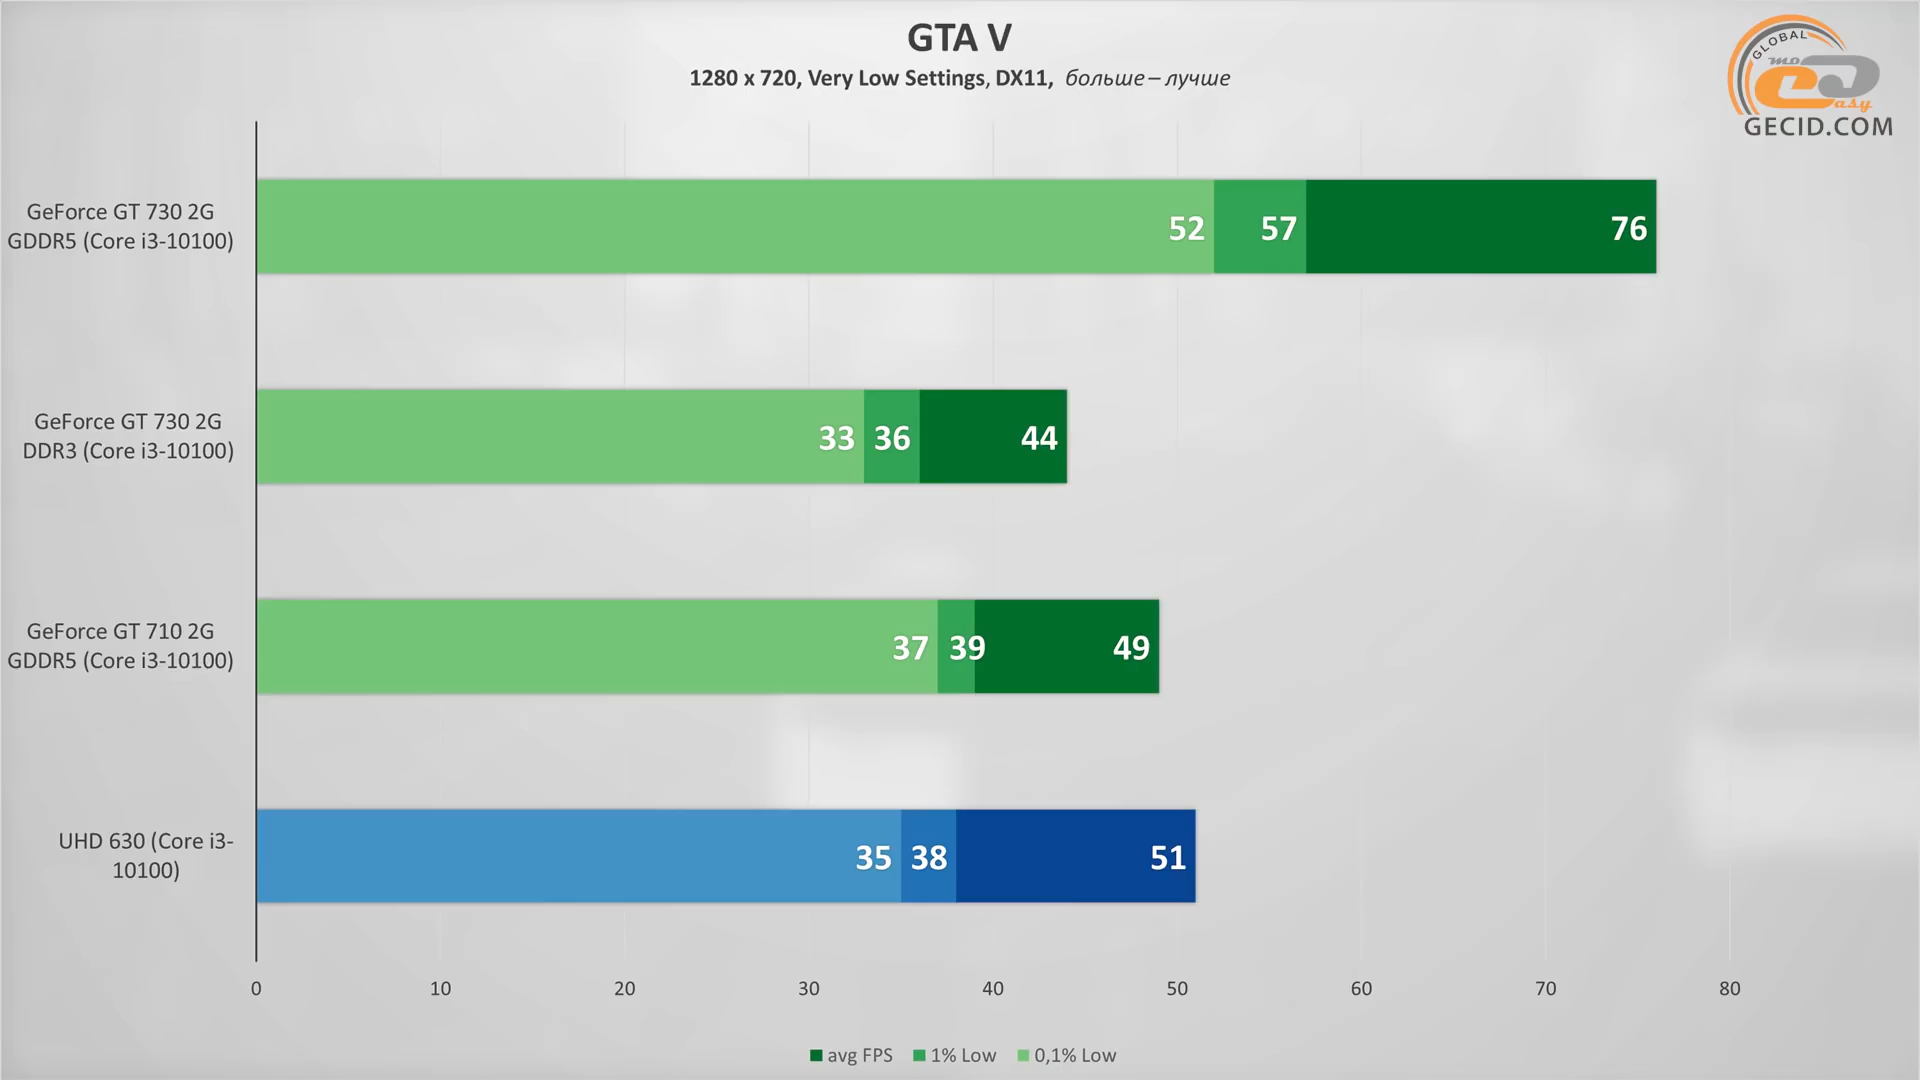 GTA V
1280 x 720, Very Low Settings, DX11, больше – лучше
GLOBAL
MO
easy
GECID.COM
GeForce GT 730 2G
GDDR5 (Core i3-10100)
52 57 76
GeForce GT 730 2G
DDR3 (Core i3-10100)
33 36 44
GeForce GT 710 2G
GDDR5 (Core i3-10100)
37 39 49
UHD 630 (Core i3-
10100)
35 38 51
0 10 20 30 40 50 60 70 80
avg FPS 1% Low 0,1% Low